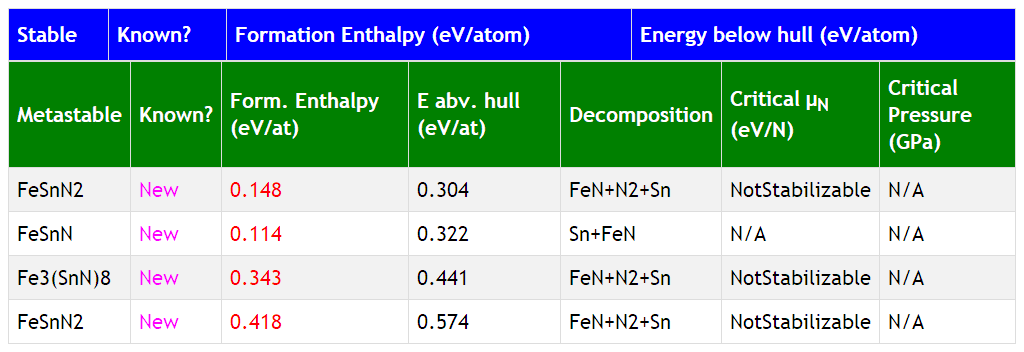 Stable Known? Formation Enthalpy (eV/atom) Energy below hull (eV/atom)
Metastable Known? Form. Enthalpy (eV/at) E abv. hull (eV/at) Decomposition Critical μN (eV/N) Critical Pressure (GPa)
FeSnN2 New 0.148 0.304 FeN+N2+Sn NotStabilizable N/A
FeSnN New 0.114 0.322 Sn+FeN N/A N/A
Fe3(SnN)8 New 0.343 0.441 FeN+N2+Sn NotStabilizable N/A
FeSnN2 New 0.418 0.574 FeN+N2+Sn NotStabilizable N/A